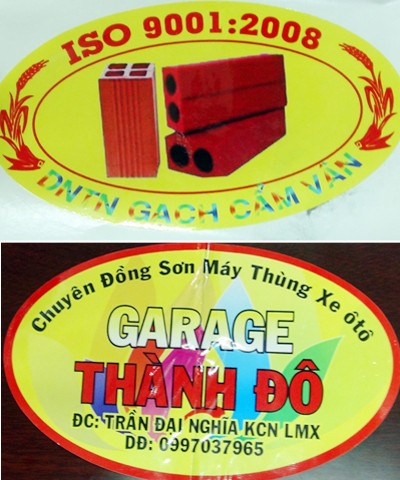 ISO 9001:2008
DNTN GẠCH CẨM VÂN
Chuyên Đồng Sơn Máy Thùng Xe ôtô
GARAGE
THÀNH ĐÔ
ĐC: TRẦN ĐẠI NGHĨA KCN LMX
DĐ: 0997037965